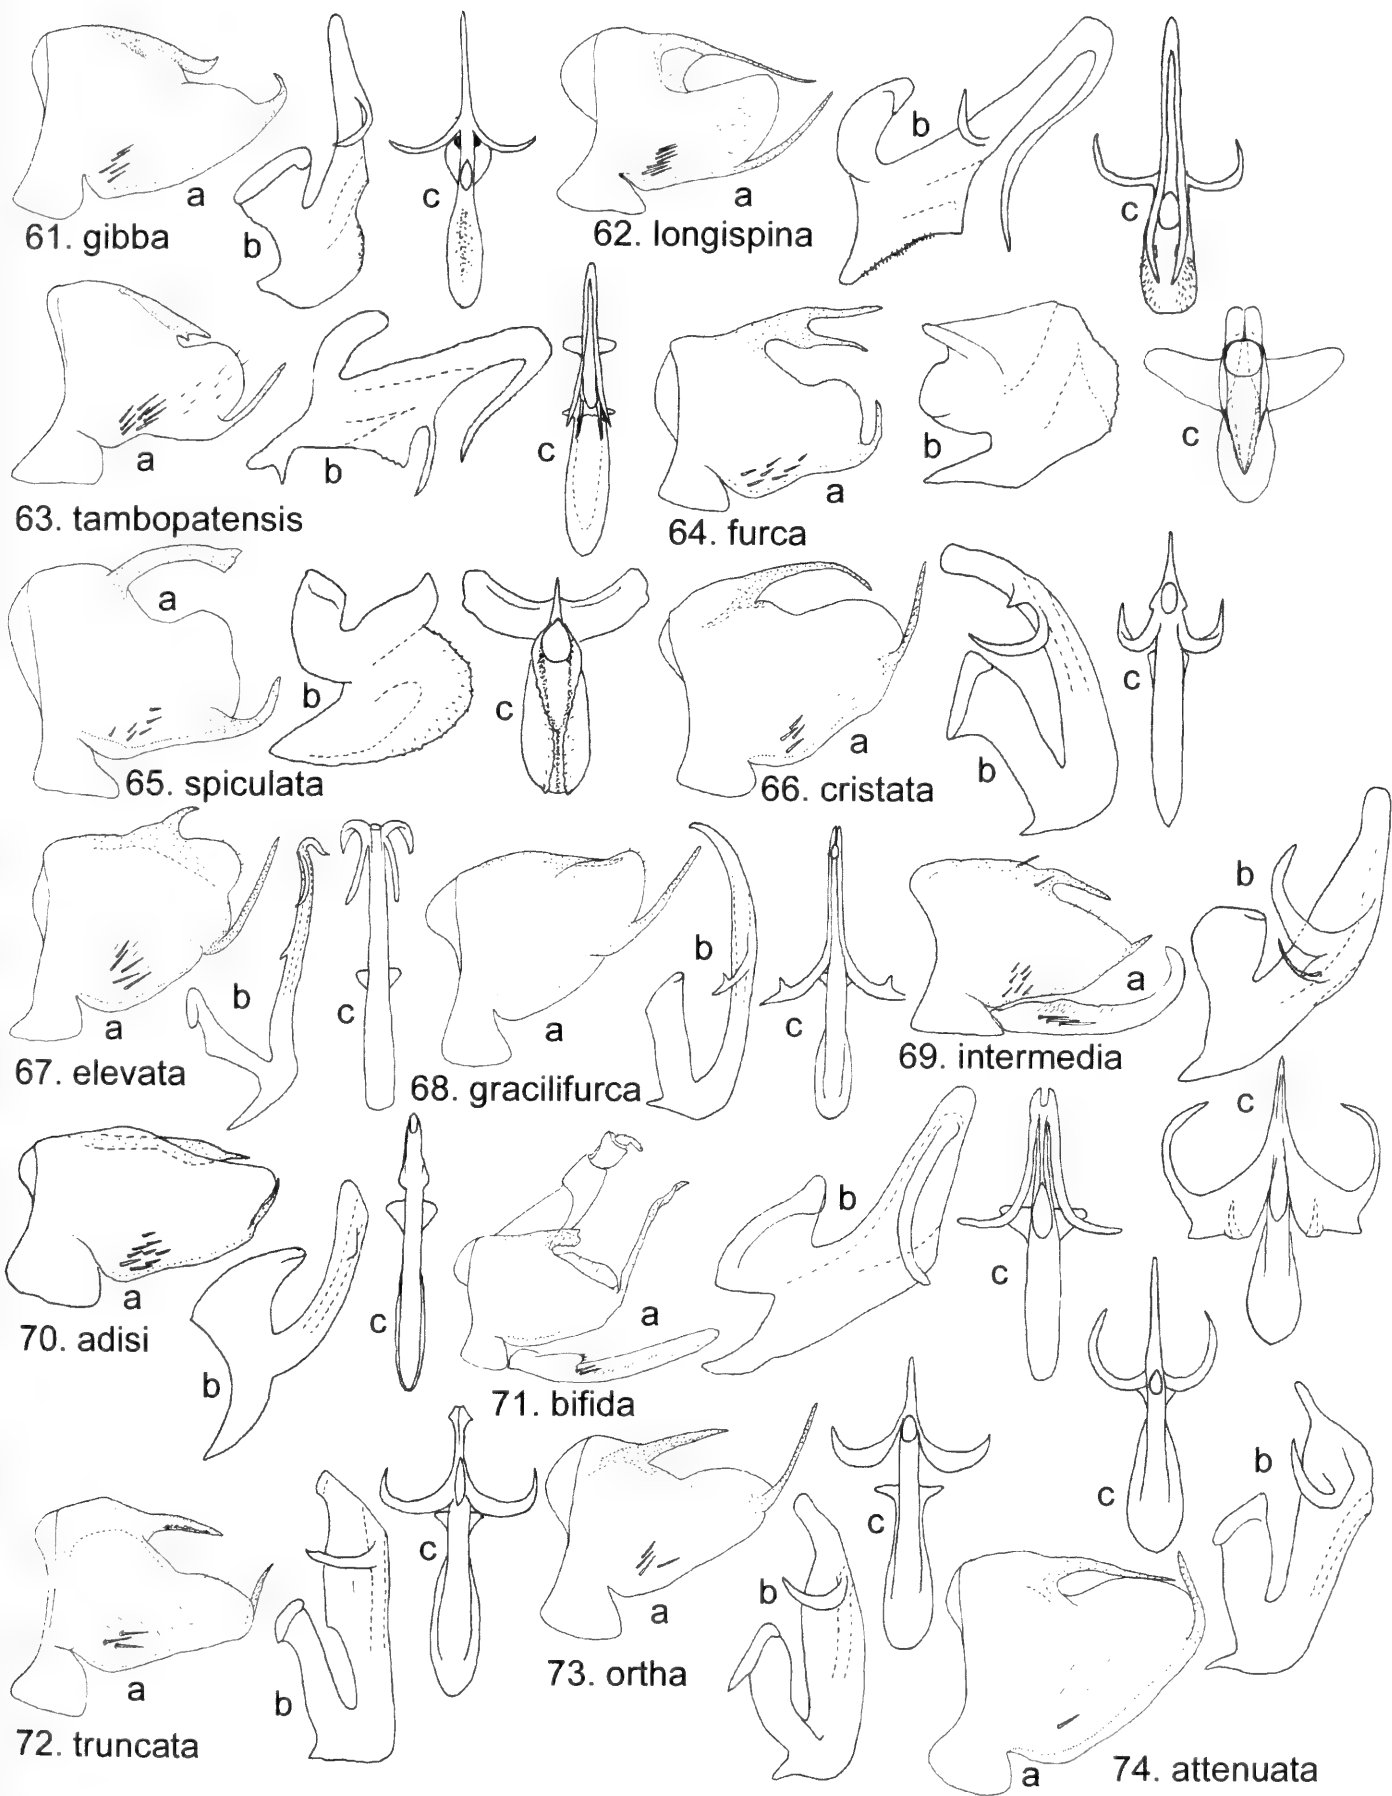 a
b
c
61. gibba
a
b
c
62. longispina
a
b
c
63. tambopatensis
a
b
c
64. furca
a
b
c
65. spiculata
a
b
c
66. cristata
a
b
c
67. elevata
a
b
c
68. gracilifurca
a
b
c
69. intermedia
a
b
c
70. adisi
a
b
c
71. bifida
a
b
c
72. truncata
a
b
c
73. ortha
a
b
c
74. attenuata